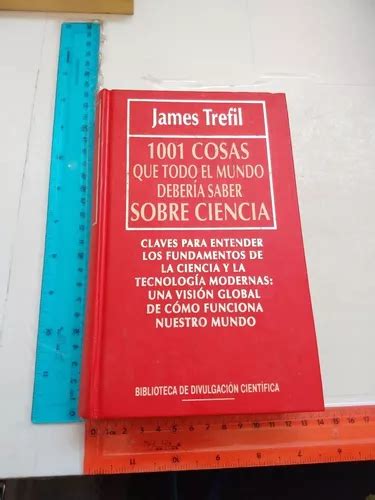 James Trefil
1001 COSAS
QUE TODO EL MUNDO
DEBERÍA SABER
SOBRE CIENCIA
CLAVES PARA ENTENDER
LOS FUNDAMENTOS DE
LA CIENCIA Y LA
TECNOLOGÍA MODERNAS:
UNA VISIÓN GLOBAL
DE CÓMO FUNCIONA
NUESTRO MUNDO
BIBLIOTECA DE DIVULGACIÓN CIENTÍFICA